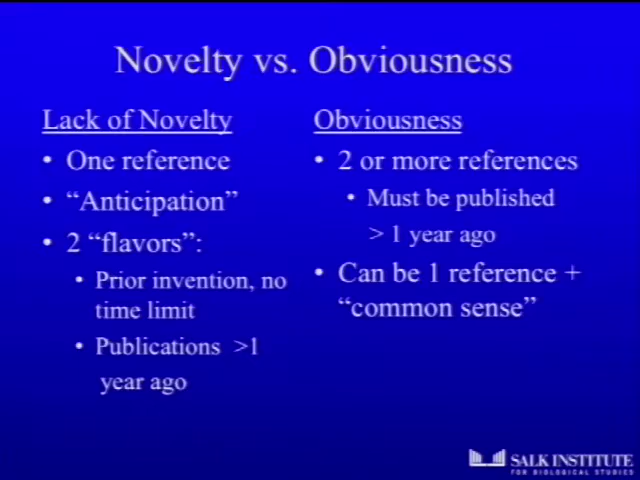 Novelty vs. Obviousness
Lack of Novelty
• One reference
• “Anticipation”
• 2 “flavors”:
• Prior invention, no
time limit
• Publications >1
year ago
Obviousness
• 2 or more references
• Must be published
> 1 year ago
• Can be 1 reference +
“common sense”
SALK INSTITUTE
FOR BIOLOGICAL STUDIES